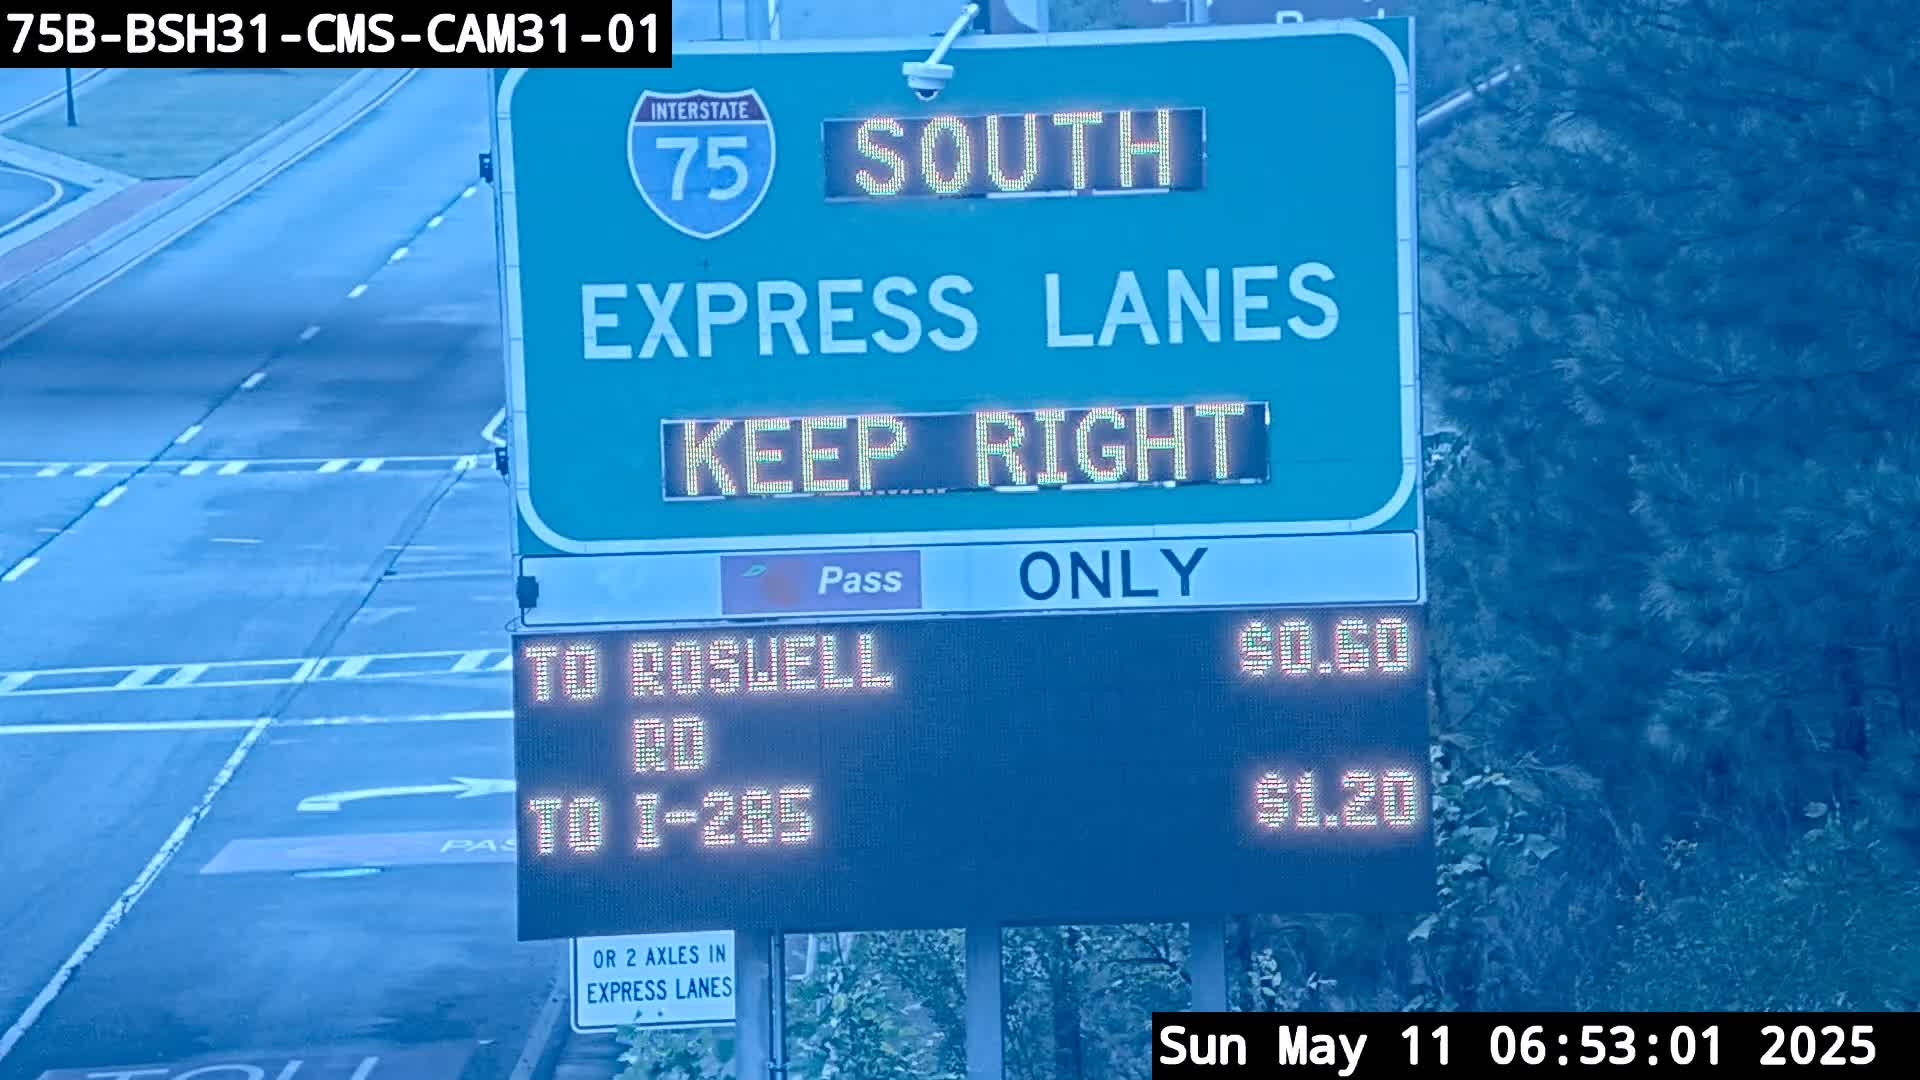 75B-BSH31-CMS-CAM31-01
INTERSTATE
75
SOUTH
EXPRESS LANES
KEEP RIGHT
Pass ONLY
TO ROSWELL $0.60
RD
TO I-285 $1.20
OR 2 AXLES IN
EXPRESS LANES
TOLL
Sun May 11 06:53:01 2025